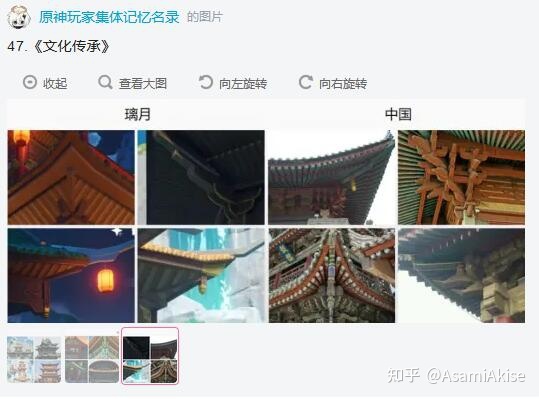 原神玩家集体记忆名录 的图片
47.《文化传承》
收起 查看大图 向左旋转 向右旋转
璃月 中国
知乎 @AsamiAkise